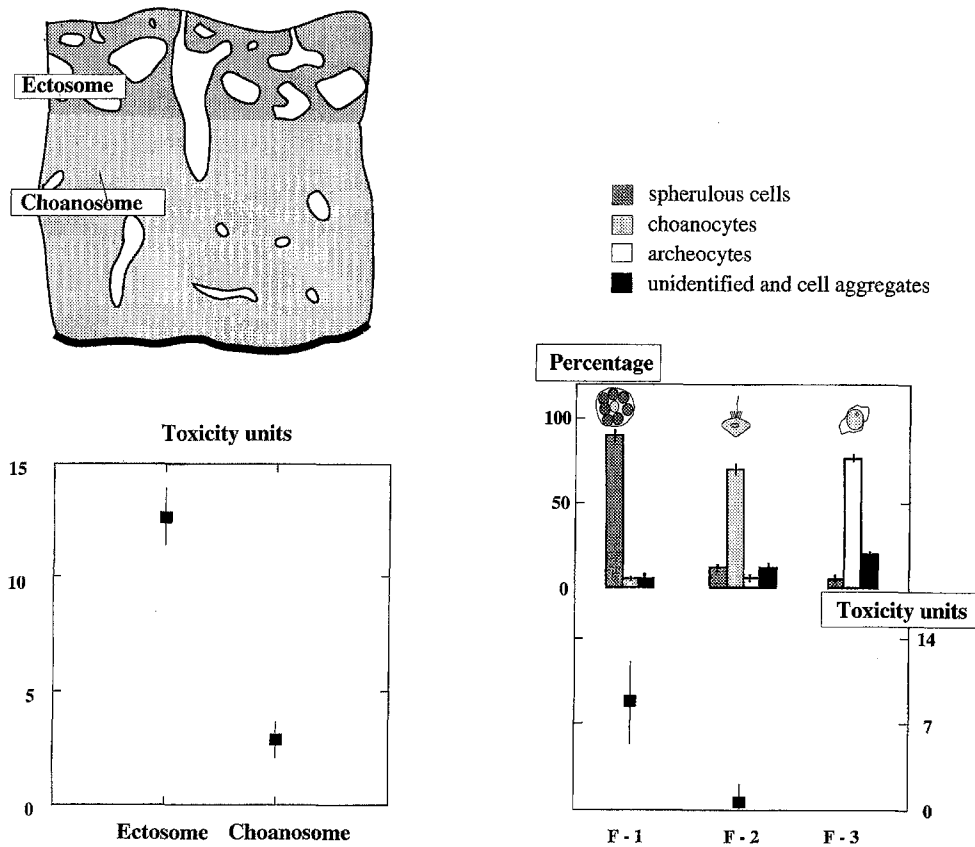 Ectosome
Choanosome
spherulous cells
choanocytes
archeocytes
unidentified and cell aggregates
Toxicity units
15
10
5
0
Ectosome Choanosome
Percentage
100
50
0
Toxicity units
14
7
0
F - 1 F - 2 F - 3